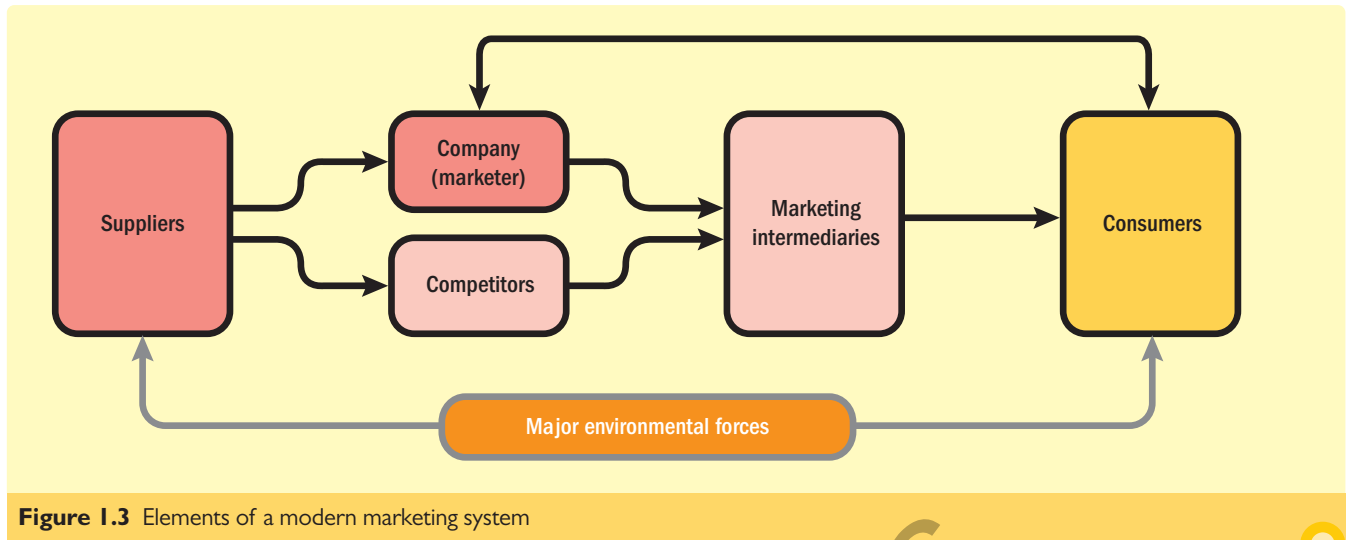 Company
(marketer)
Suppliers
Marketing
intermediaries
Consumers
Competitors
Major environmental forces
Figure 1.3 Elements of a modern marketing system